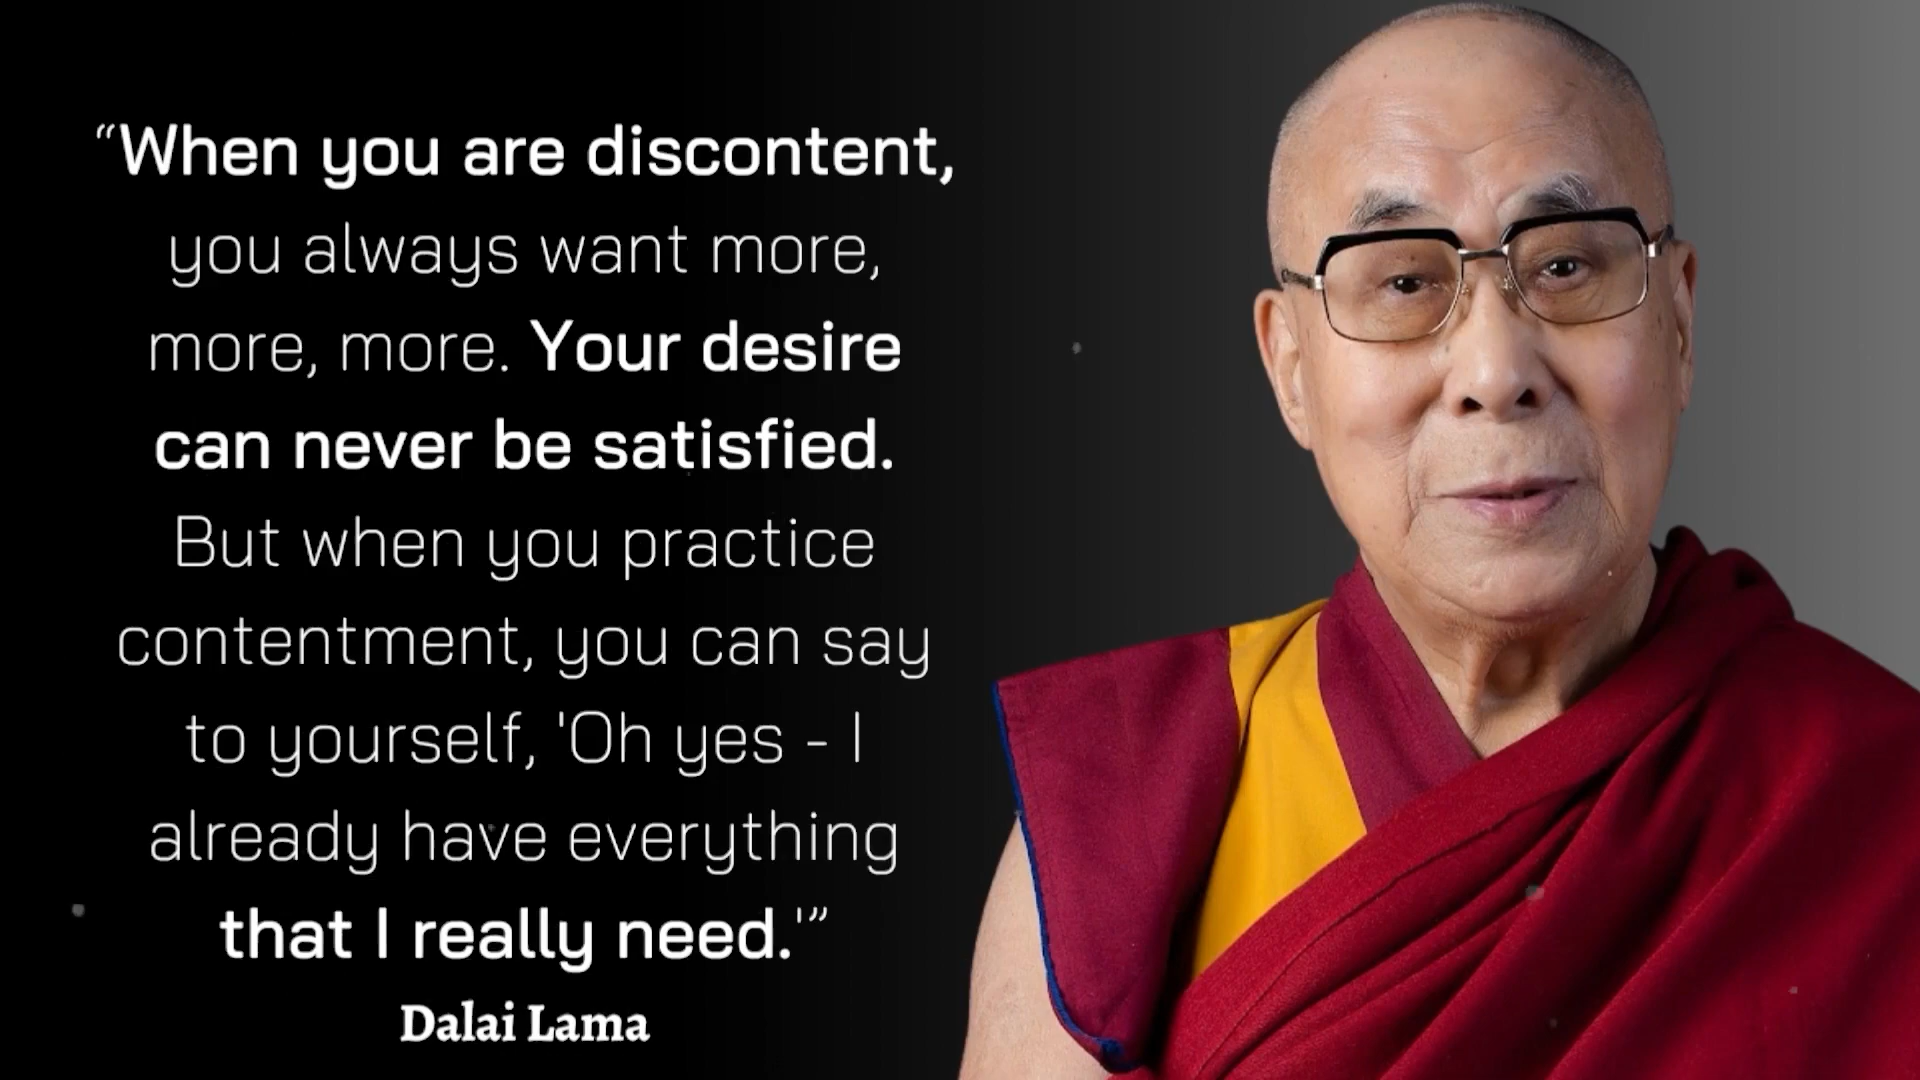 “When you are discontent,
you always want more,
more, more. Your desire
can never be satisfied.
But when you practice
contentment, you can say
to yourself, 'Oh yes - I
already have everything
that I really need.'”
Dalai Lama